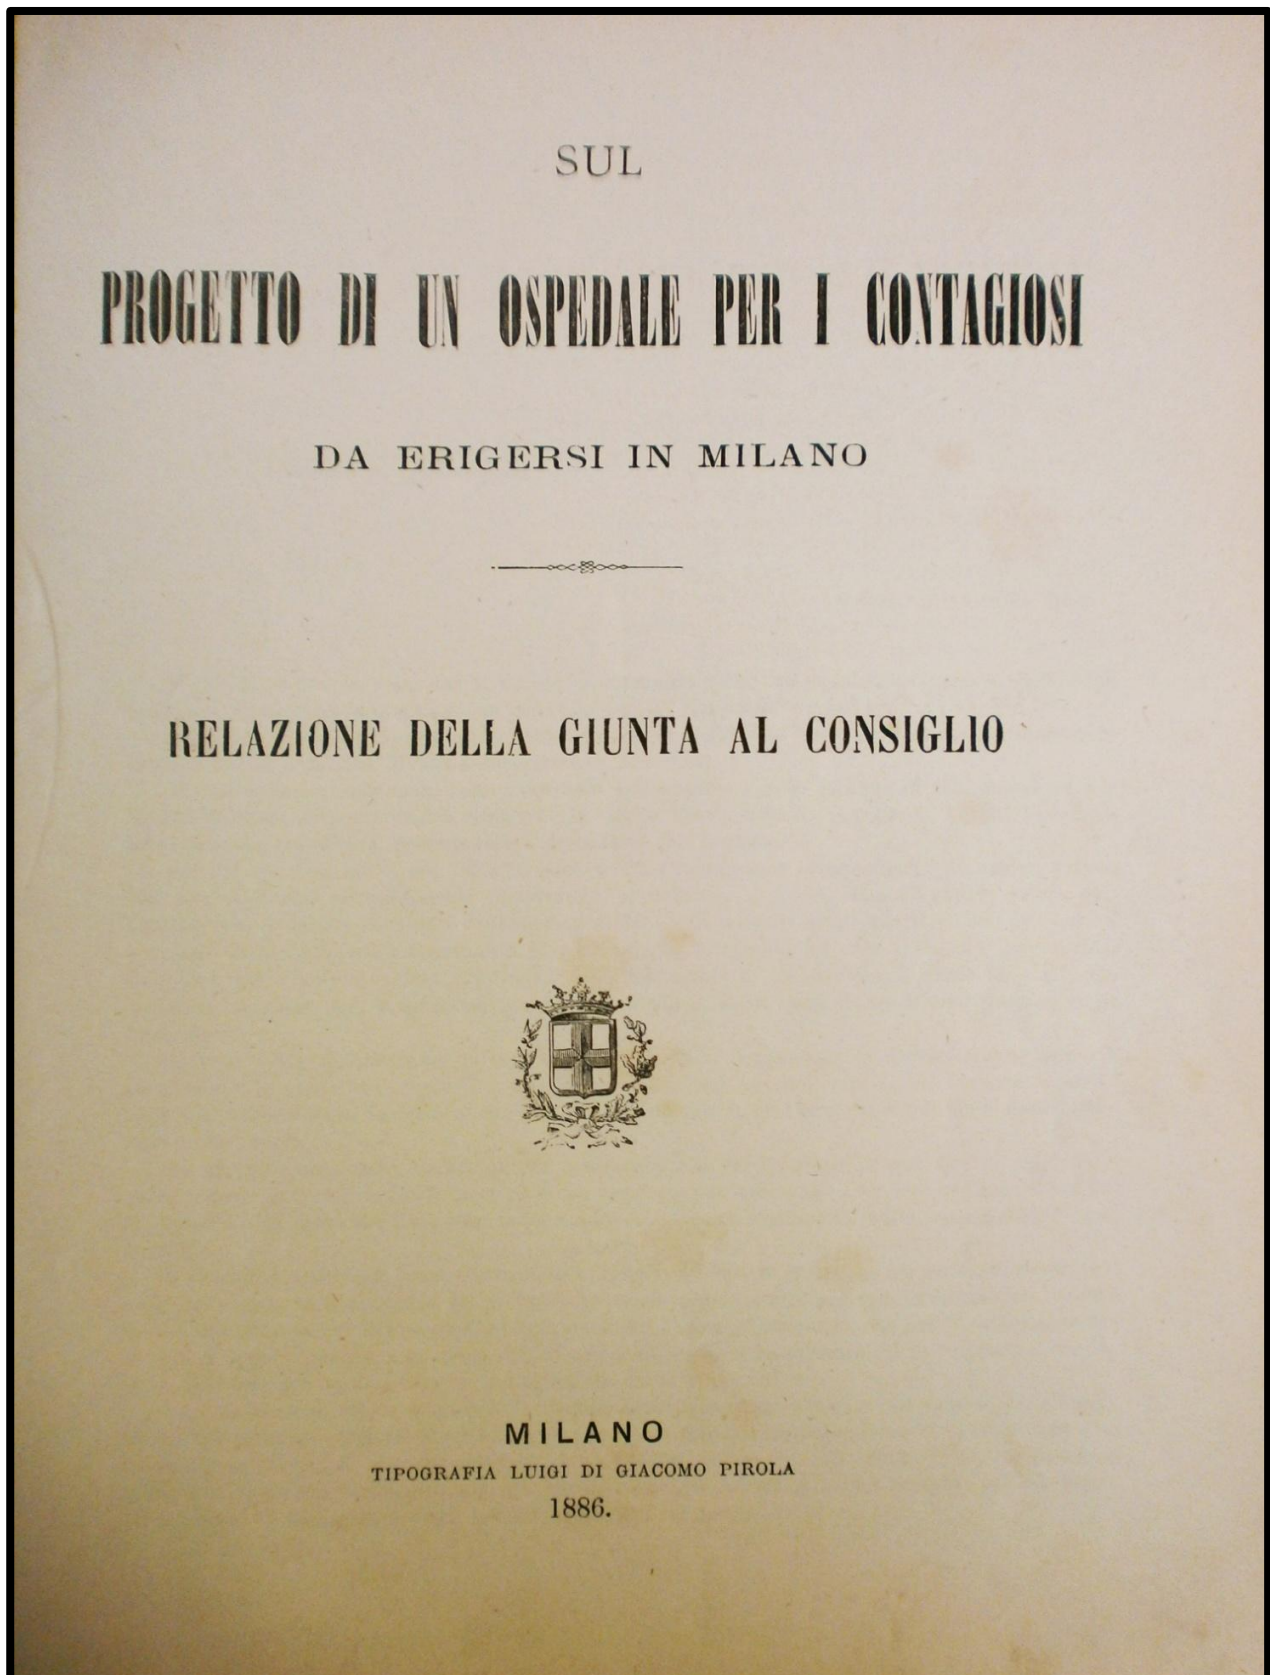 SUL
PROGETTO DI UN OSPEDALE PER I CONTAGIOSI
DA ERIGERSI IN MILANO
RELAZIONE DELLA GIUNTA AL CONSIGLIO
MILANO
TIPOGRAFIA LUIGI DI GIACOMO PIROLA
1886.